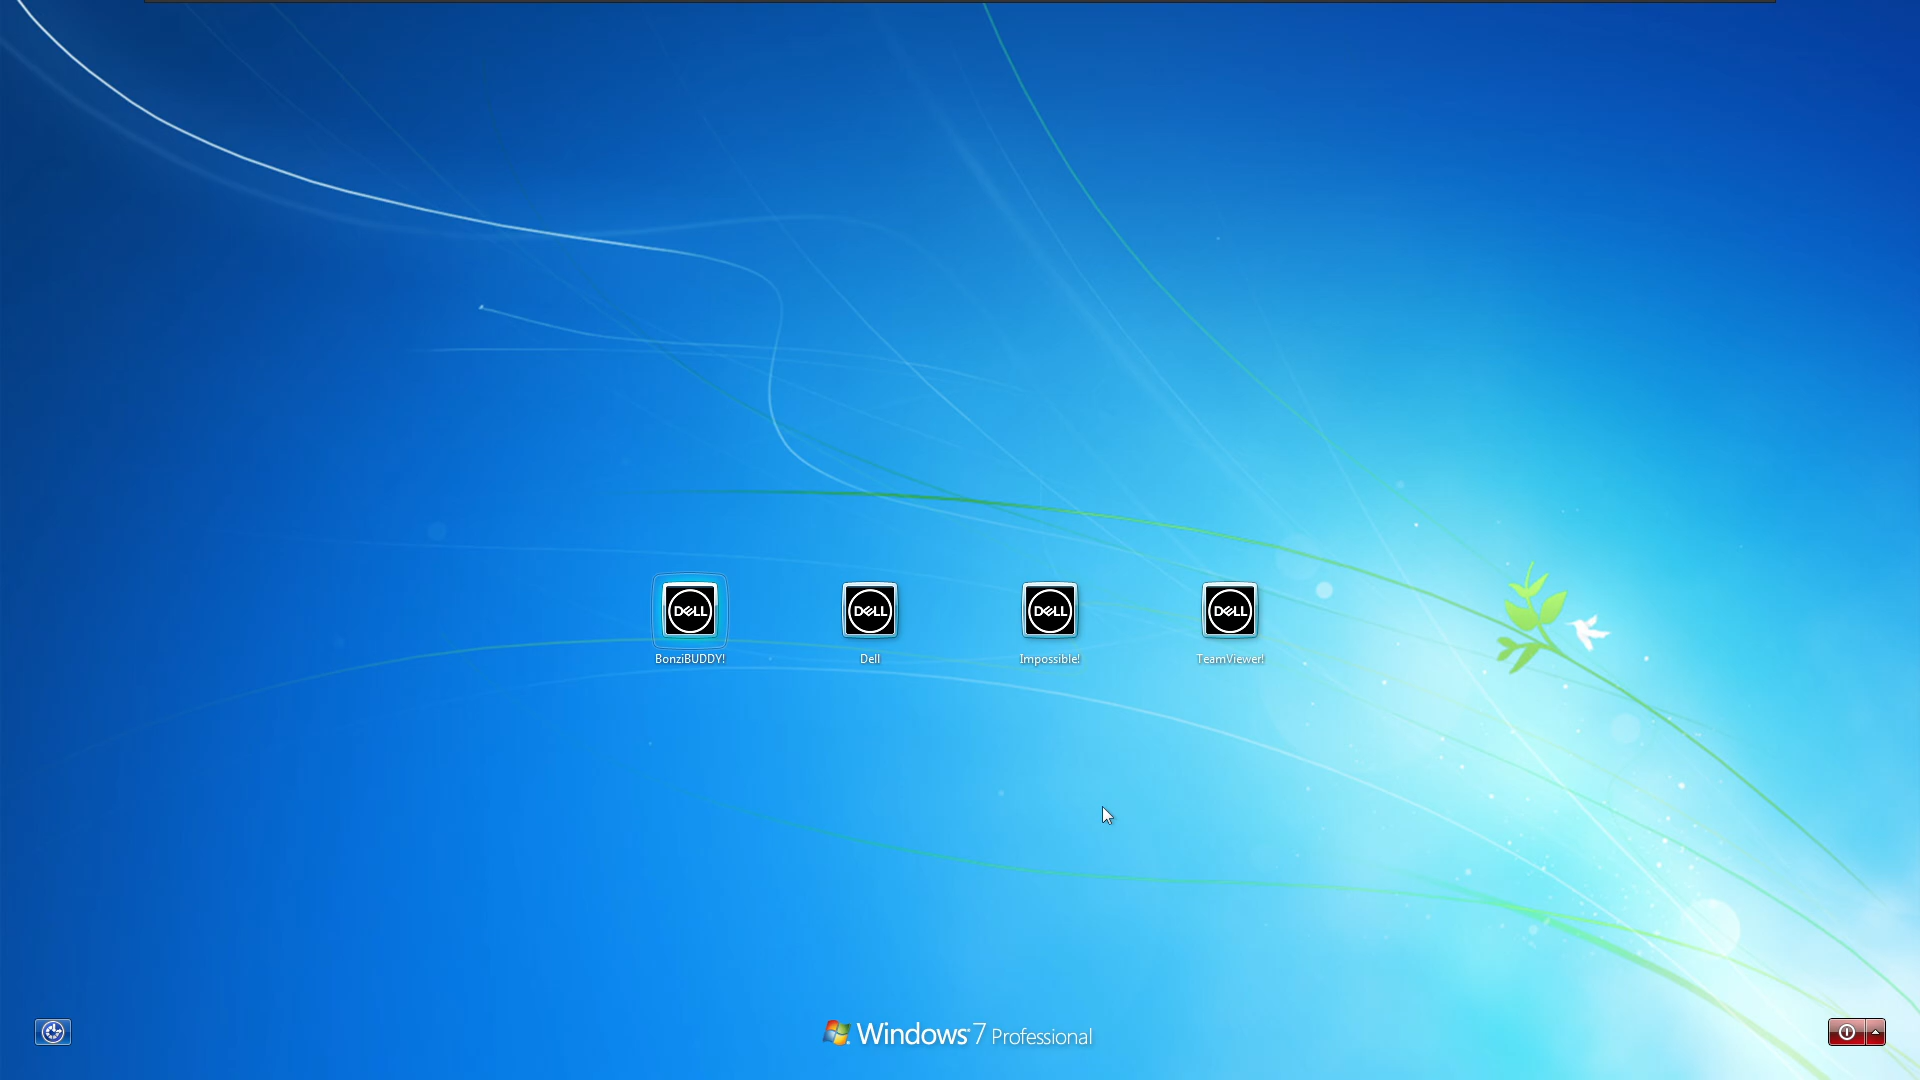 DELL
DELL
DELL
DELL
BonziBUDDY!
Dell
Impossible!
TeamViewer!
Windows 7 Professional